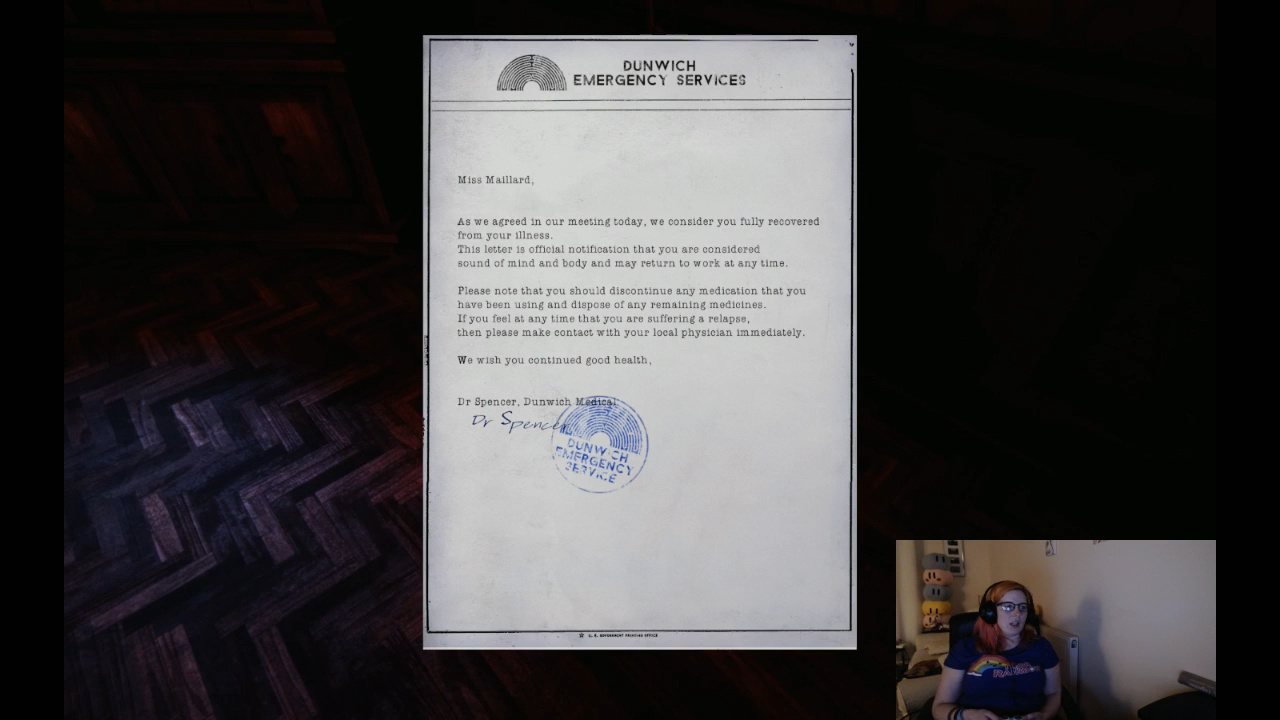 DUNWICH
EMERGENCY SERVICES
Miss Maillard,
As we agreed in our meeting today, we consider you fully recovered
from your illness.
This letter is official notification that you are considered
sound of mind and body and may return to work at any time.
Please note that you should discontinue any medication that you
have been using and dispose of any remaining medicines.
If you feel at any time that you are suffering a relapse,
then please make contact with your local physician immediately.
We wish you continued good health,
Dr Spencer, Dunwich Medical
Dr Spencer
DUNWICH
EMERGENCY
SERVICE
U. S. GOVERNMENT PRINTING OFFICE